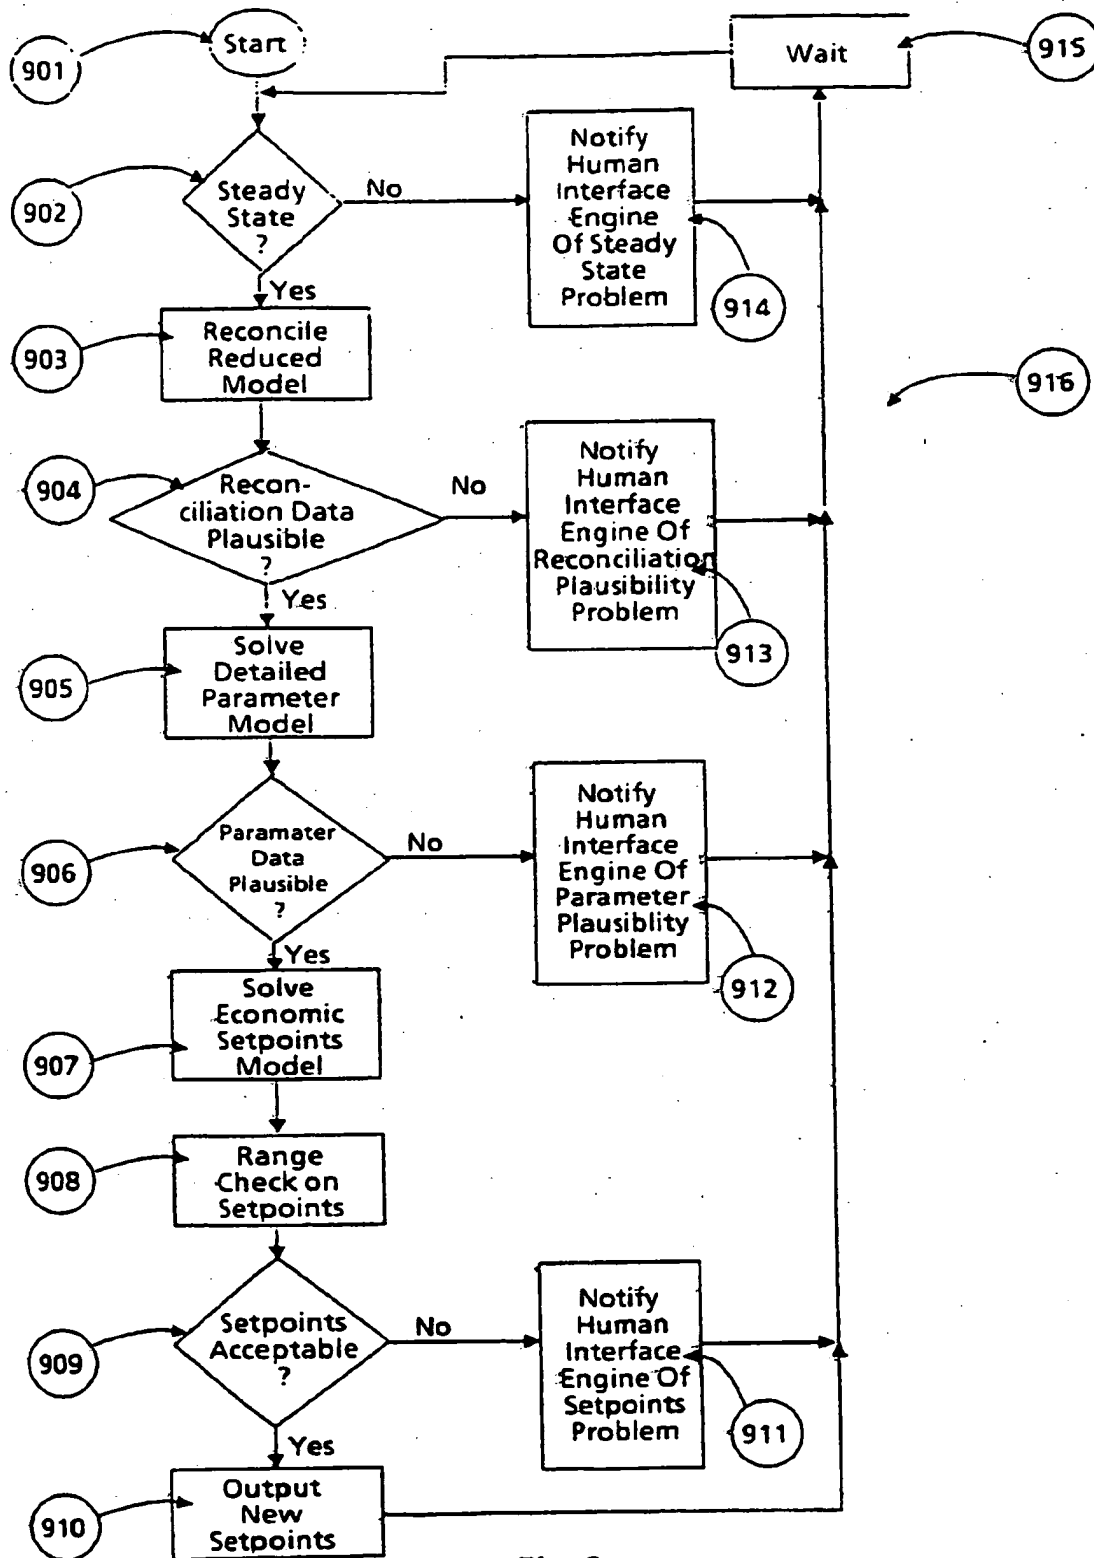 901
Start
Wait
915
902
Steady
State
?
No
Notify
Human
Interface
Engine
Of Steady
State
Problem
914
Yes
903
Reconcile
Reduced
Model
916
904
Recon-
ciliation Data
Plausible
?
No
Notify
Human
Interface
Engine Of
Reconciliation
Plausibility
Problem
913
Yes
905
Solve
Detailed
Parameter
Model
906
Paramater
Data
Plausible
?
No
Notify
Human
Interface
Engine Of
Parameter
Plausiblity
Problem
912
Yes
907
Solve
Economic
Setpoints
Model
908
Range
Check on
Setpoints
909
Setpoints
Acceptable
?
No
Notify
Human
Interface
Engine Of
Setpoints
Problem
911
Yes
910
Output
New
Setpoints